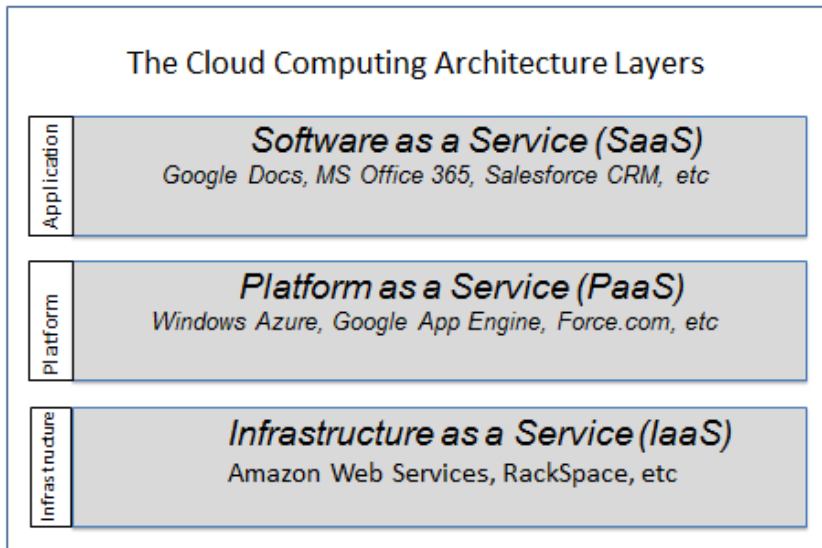 The Cloud Computing Architecture Layers
Application
Software as a Service (SaaS)
Google Docs, MS Office 365, Salesforce CRM, etc
Platform
Platform as a Service (PaaS)
Windows Azure, Google App Engine, Force.com, etc
Infrastructure
Infrastructure as a Service (IaaS)
Amazon Web Services, RackSpace, etc